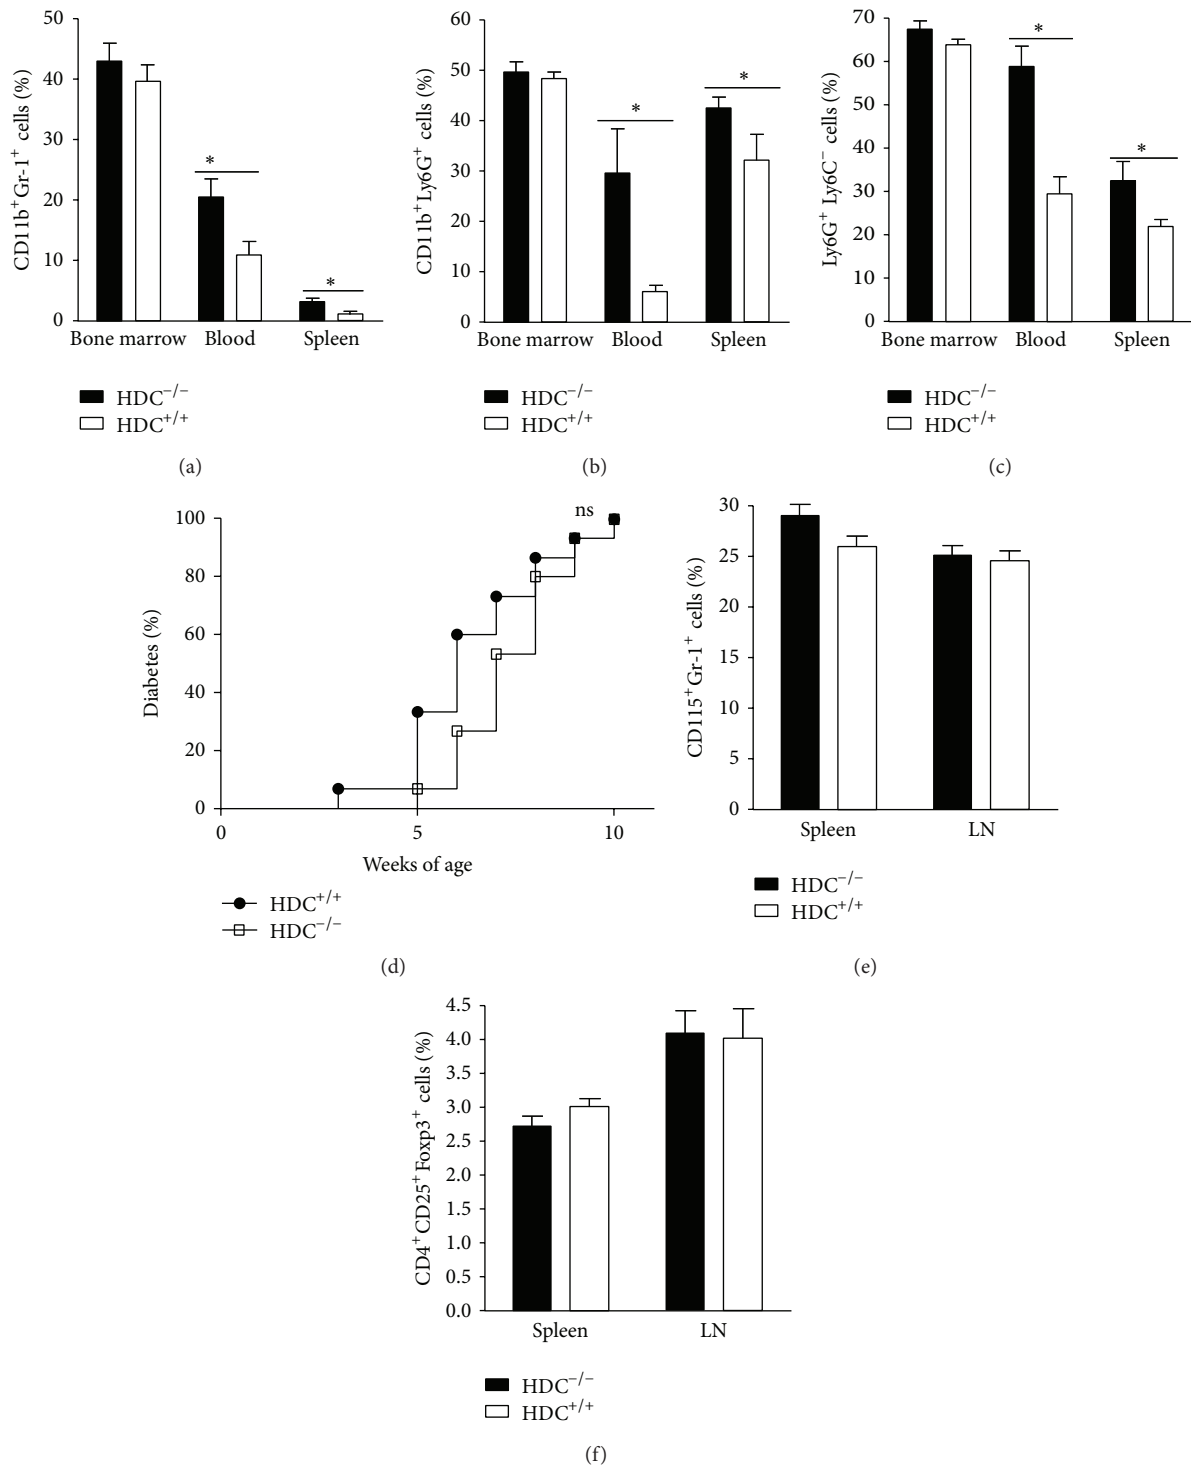 CD11b⁺Gr-1⁺ cells (%)
50
40
30
20
10
0
*
*
Bone marrow Blood Spleen
HDC⁻/⁻
HDC⁺/⁺
(a)
CD11b⁺Ly6G⁺ cells (%)
60
50
40
30
20
10
0
*
*
Bone marrow Blood Spleen
HDC⁻/⁻
HDC⁺/⁺
(b)
Ly6G⁺ Ly6C⁻ cells (%)
70
60
50
40
30
20
10
0
*
*
Bone marrow Blood Spleen
HDC⁻/⁻
HDC⁺/⁺
(c)
Diabetes (%)
100
80
60
40
20
0
ns
0 5 10
Weeks of age
HDC⁺/⁺
HDC⁻/⁻
(d)
CD115⁺Gr-1⁺ cells (%)
30
25
20
15
10
5
0
Spleen LN
HDC⁻/⁻
HDC⁺/⁺
(e)
CD4⁺CD25⁺Foxp3⁺ cells (%)
4.5
4.0
3.5
3.0
2.5
2.0
1.5
1.0
0.5
0.0
Spleen LN
HDC⁻/⁻
HDC⁺/⁺
(f)